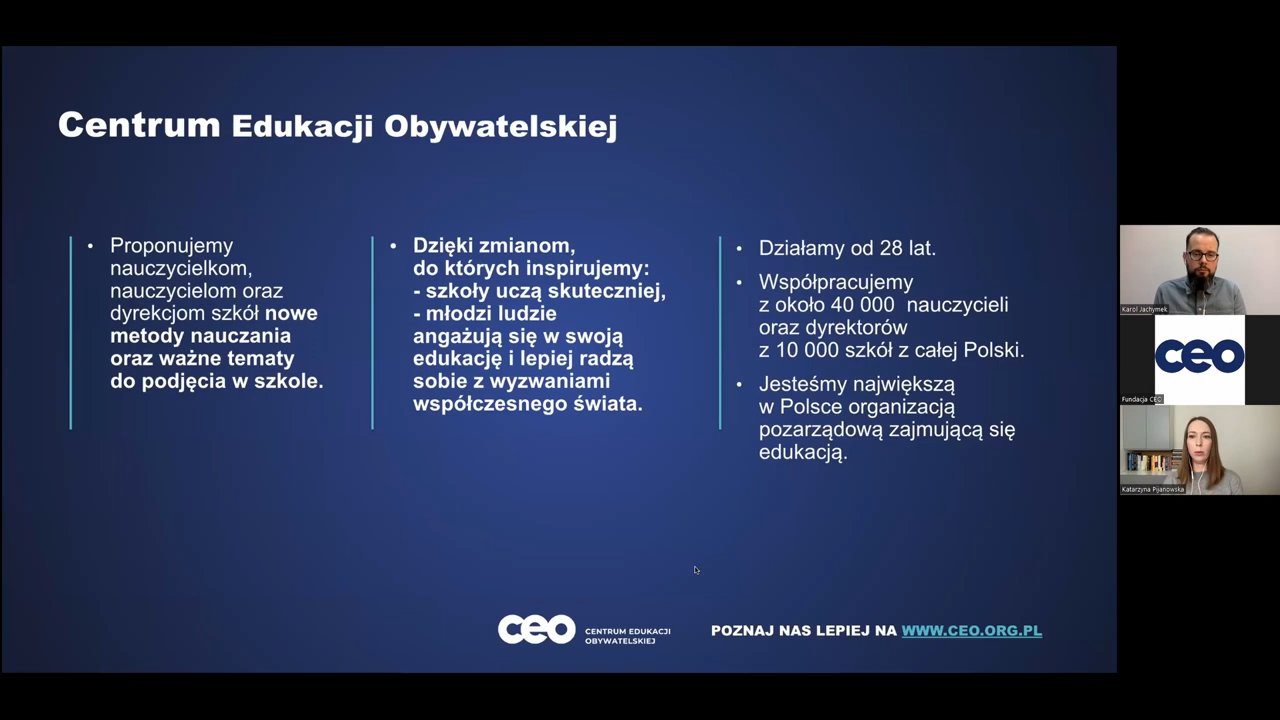 Centrum Edukacji Obywatelskiej
• Proponujemy
nauczycielkom,
nauczycielom oraz
dyrekcjom szkół nowe
metody nauczania
oraz ważne tematy
do podjęcia w szkole.
• Dzięki zmianom,
do których inspirujemy:
- szkoły uczą skuteczniej,
- młodzi ludzie
angażują się w swoją
edukację i lepiej radzą
sobie z wyzwaniami
współczesnego świata.
• Działamy od 28 lat.
• Współpracujemy
z około 40 000 nauczycieli
oraz dyrektorów
z 10 000 szkół z całej Polski.
• Jesteśmy największą
w Polsce organizacją
pozarządową zajmującą się
edukacją.
ceo
CENTRUM EDUKACJI
OBYWATELSKIEJ
POZNAJ NAS LEPIEJ NA WWW.CEO.ORG.PL
Karol Jachymek
ceo
Fundacja CEO
Katarzyna Pijanowska